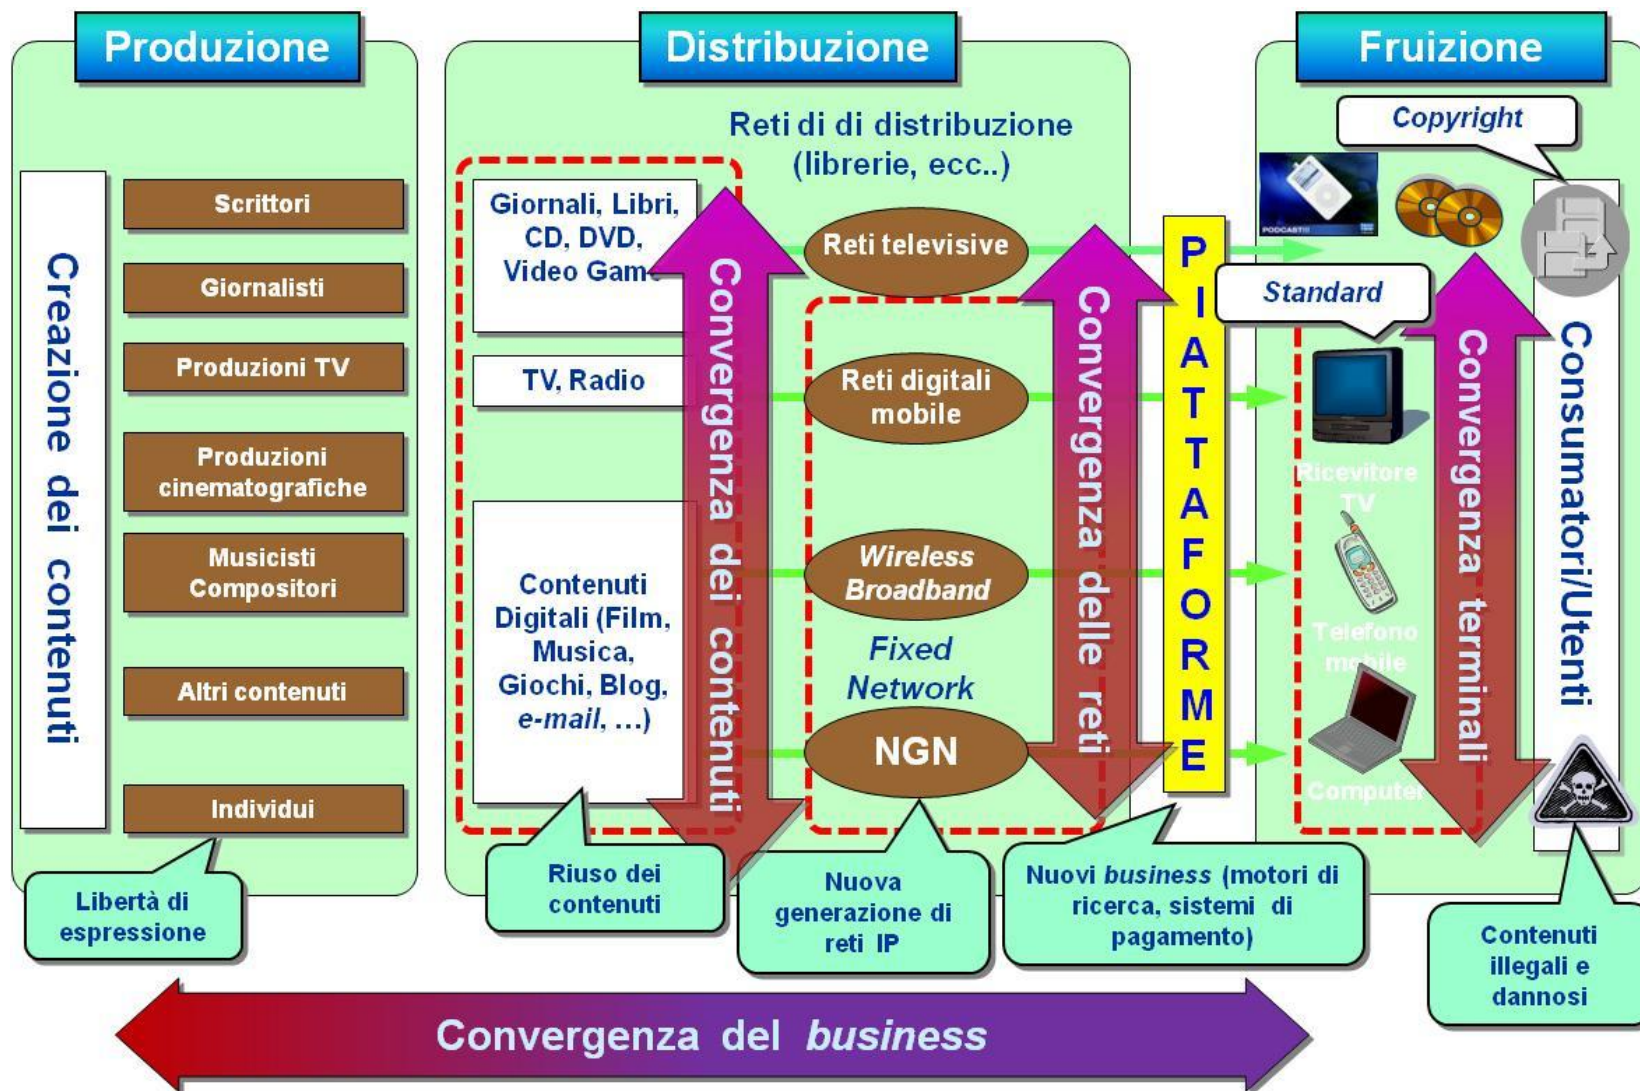 Produzione
Distribuzione
Fruizione
Creazione dei contenuti
Scrittori
Giornalisti
Produzioni TV
Produzioni
cinematografiche
Musicisti
Compositori
Altri contenuti
Individui
Libertà di
espressione
Reti di di distribuzione
(librerie, ecc..)
Giornali, Libri,
CD, DVD,
Video Game
TV, Radio
Contenuti
Digitali (Film,
Musica,
Giochi, Blog,
e-mail, …)
Convergenza dei contenuti
Riuso dei
contenuti
Reti televisive
Reti digitali
mobile
Wireless
Broadband
Fixed
Network
NGN
Nuova
generazione di
reti IP
Convergenza delle reti
PIATTAFORME
Nuovi business (motori di
ricerca, sistemi di
pagamento)
Copyright
PODCAST
Standard
Ricevitore
TV
Telefono
mobile
Computer
Convergenza terminali
Consumatori/Utenti
Contenuti
illegali e
dannosi
Convergenza del business